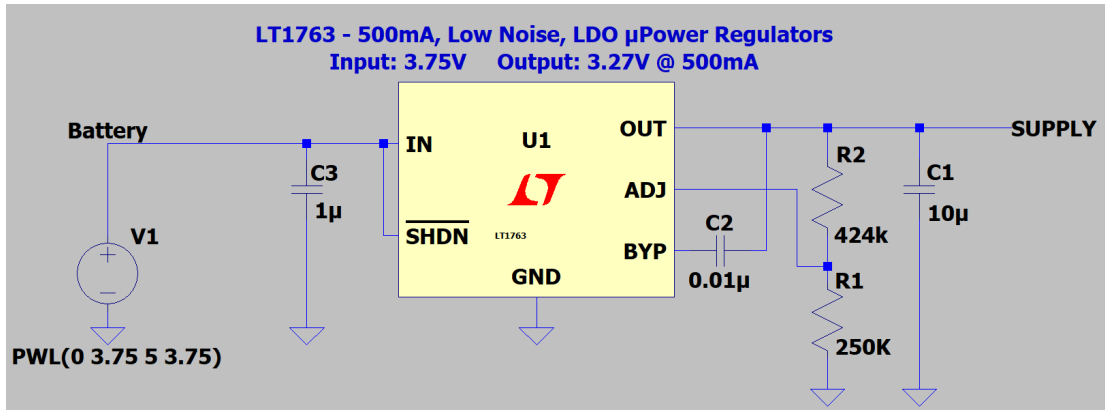 LT1763 - 500mA, Low Noise, LDO µPower Regulators
Input: 3.75V Output: 3.27V @ 500mA
Battery
IN
U1
OUT
SUPPLY
C3
1µ
R2
424k
C1
10µ
ADJ
SHDN
LT1763
C2
0.01µ
BYP
V1
GND
R1
250K
PWL(0 3.75 5 3.75)